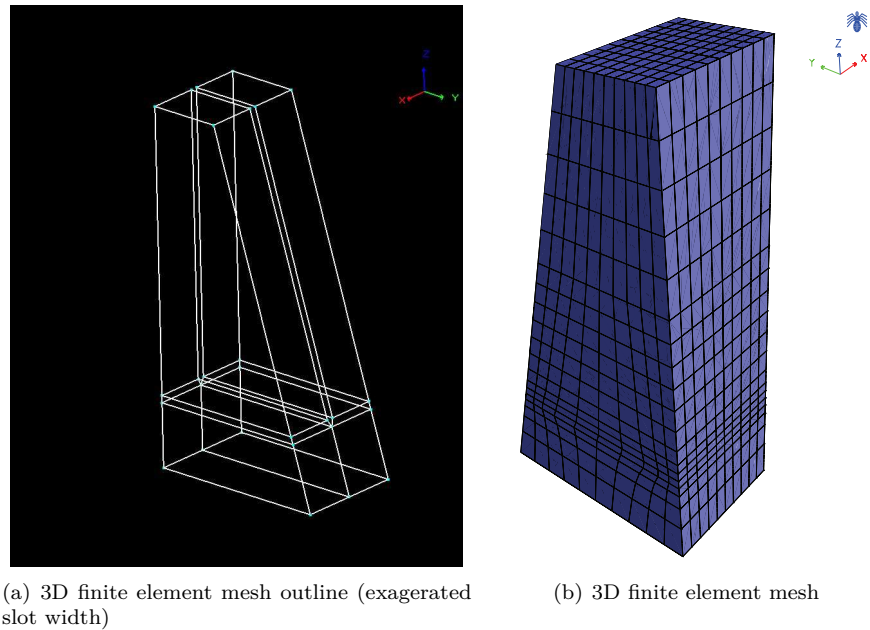 Z
X
Y
Z
Y
X
(a) 3D finite element mesh outline (exagerated
slot width)
(b) 3D finite element mesh